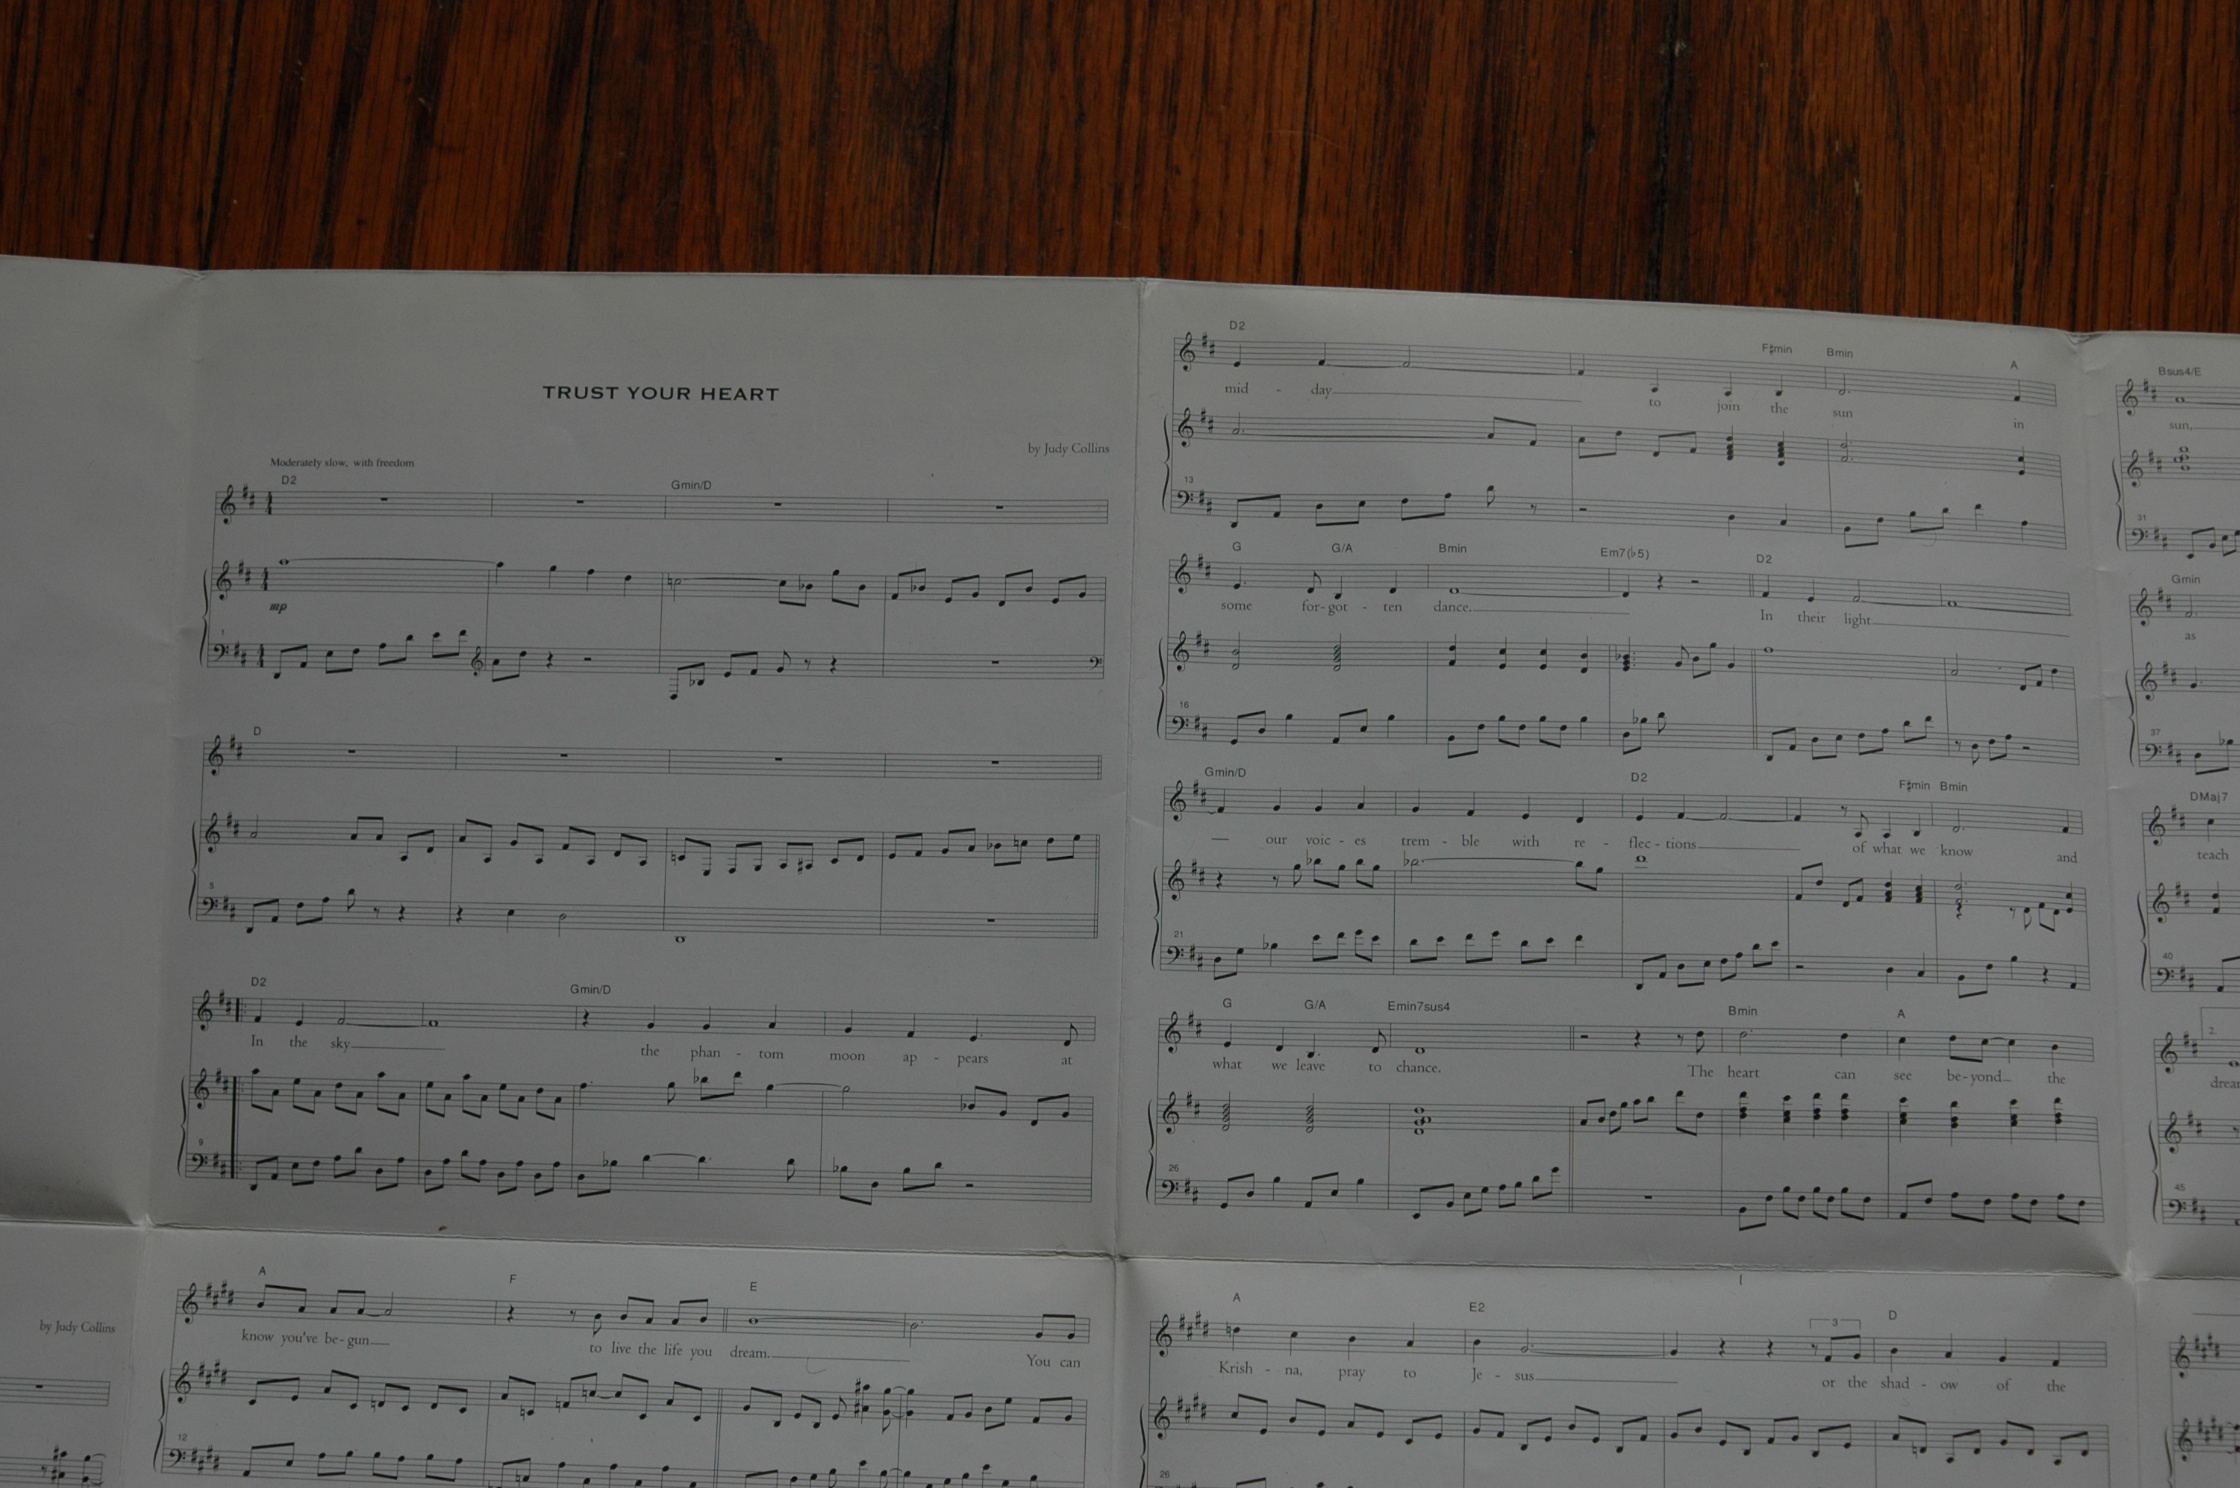 TRUST YOUR HEART
by Judy Collins
Moderately slow, with freedom
D2 Gmin/D
mp
D
5
D2 Gmin/D
In the sky the phan - tom moon ap - pears at
9
D2 F♯min Bmin A
mid - day to join the sun in
13
G G/A Bmin Em7(♭5) D2
some for-got - ten dance. In their light
16
Gmin/D D2 F♯min Bmin
our voic - es trem - ble with re - flec - tions of what we know and
21
G G/A Emin7sus4 Bmin A
what we leave to chance. The heart can see be-yond the
26
Bsus4/E
sun,
31
Gmin
as
37
DMaj7
teach
40
2.
drea
45
by Judy Collins
A F E
know you've be-gun to live the life you dream. You can
12
A E2 D
3
Krish - na, pray to Je - sus or the shad - ow of the
26